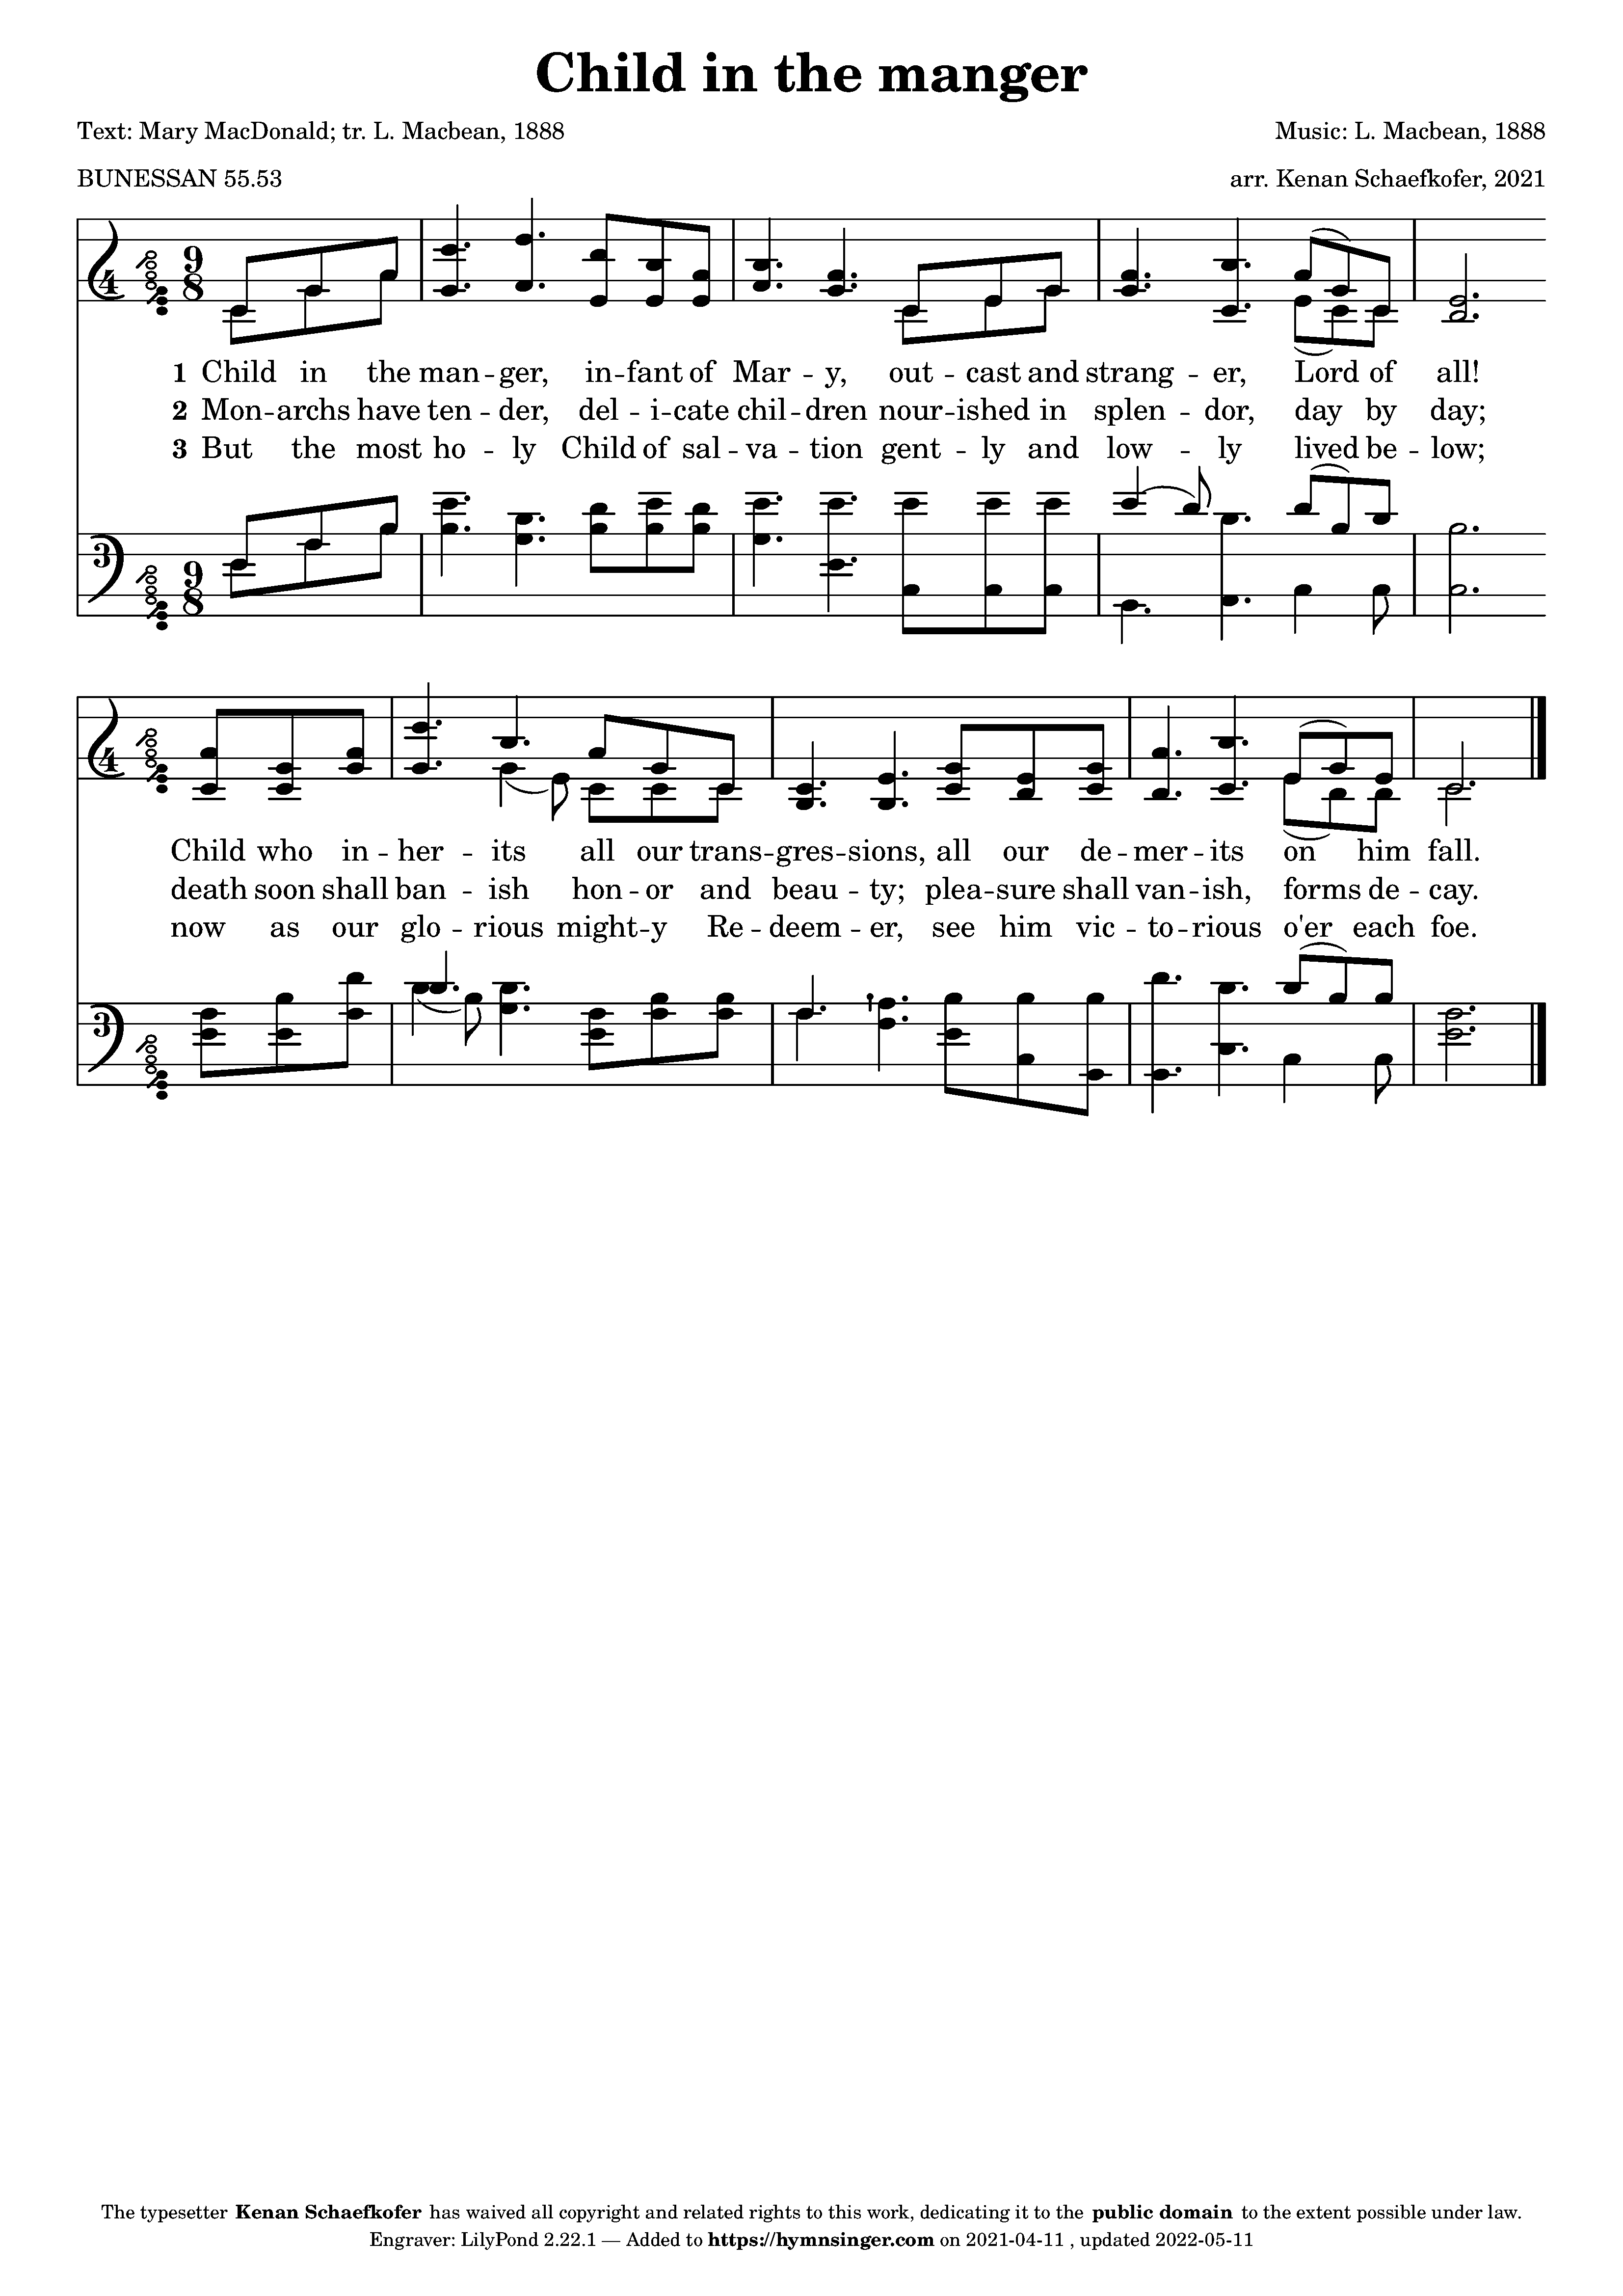 Child in the manger
Text: Mary MacDonald; tr. L. Macbean, 1888
Music: L. Macbean, 1888
BUNESSAN 55.53
arr. Kenan Schaefkofer, 2021
4
9
8
1 Child in the man - ger, in - fant of Mar - y, out - cast and strang - er, Lord of all!
2 Mon - archs have ten - der, del - i - cate chil - dren nour - ished in splen - dor, day by day;
3 But the most ho - ly Child of sal - va - tion gent - ly and low - ly lived be - low;
3
9
8
4
Child who in - her - its all our trans - gres - sions, all our de - mer - its on him fall.
death soon shall ban - ish hon - or and beau - ty; plea - sure shall van - ish, forms de - cay.
now as our glo - rious might - y Re - deem - er, see him vic - to - rious o'er each foe.
3
The typesetter Kenan Schaefkofer has waived all copyright and related rights to this work, dedicating it to the public domain to the extent possible under law.
Engraver: LilyPond 2.22.1 — Added to https://hymnsinger.com on 2021-04-11 , updated 2022-05-11